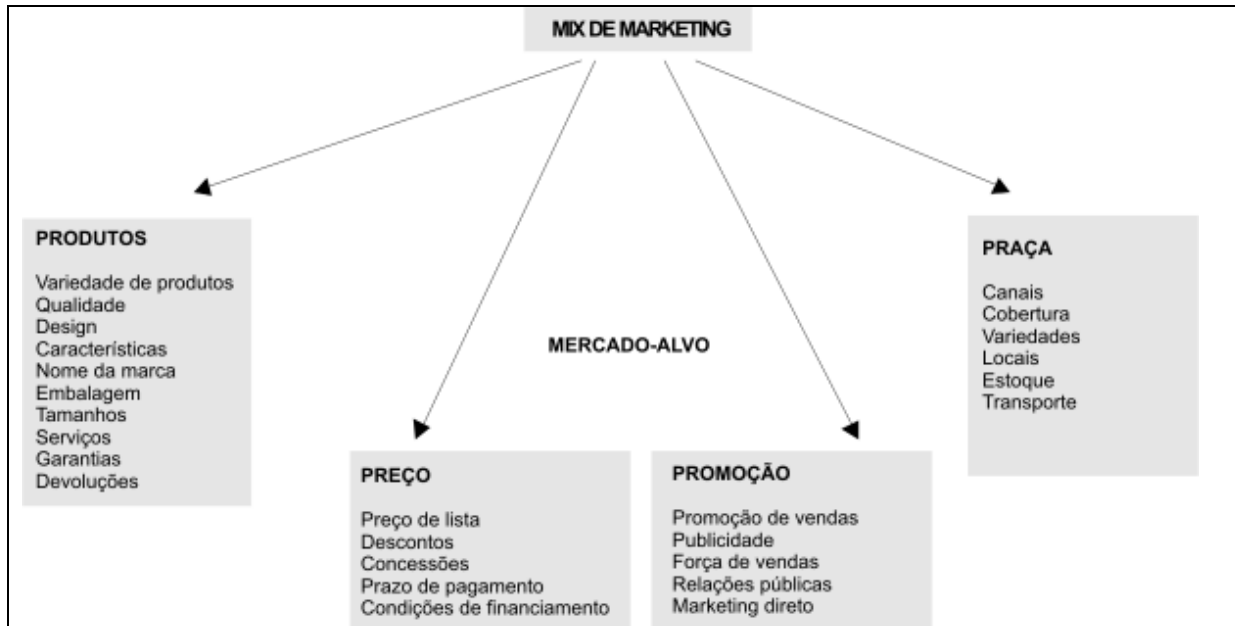 MIX DE MARKETING
PRODUTOS
Variedade de produtos
Qualidade
Design
Características
Nome da marca
Embalagem
Tamanhos
Serviços
Garantias
Devoluções
MERCADO-ALVO
PREÇO
Preço de lista
Descontos
Concessões
Prazo de pagamento
Condições de financiamento
PROMOÇÃO
Promoção de vendas
Publicidade
Força de vendas
Relações públicas
Marketing direto
PRAÇA
Canais
Cobertura
Variedades
Locais
Estoque
Transporte